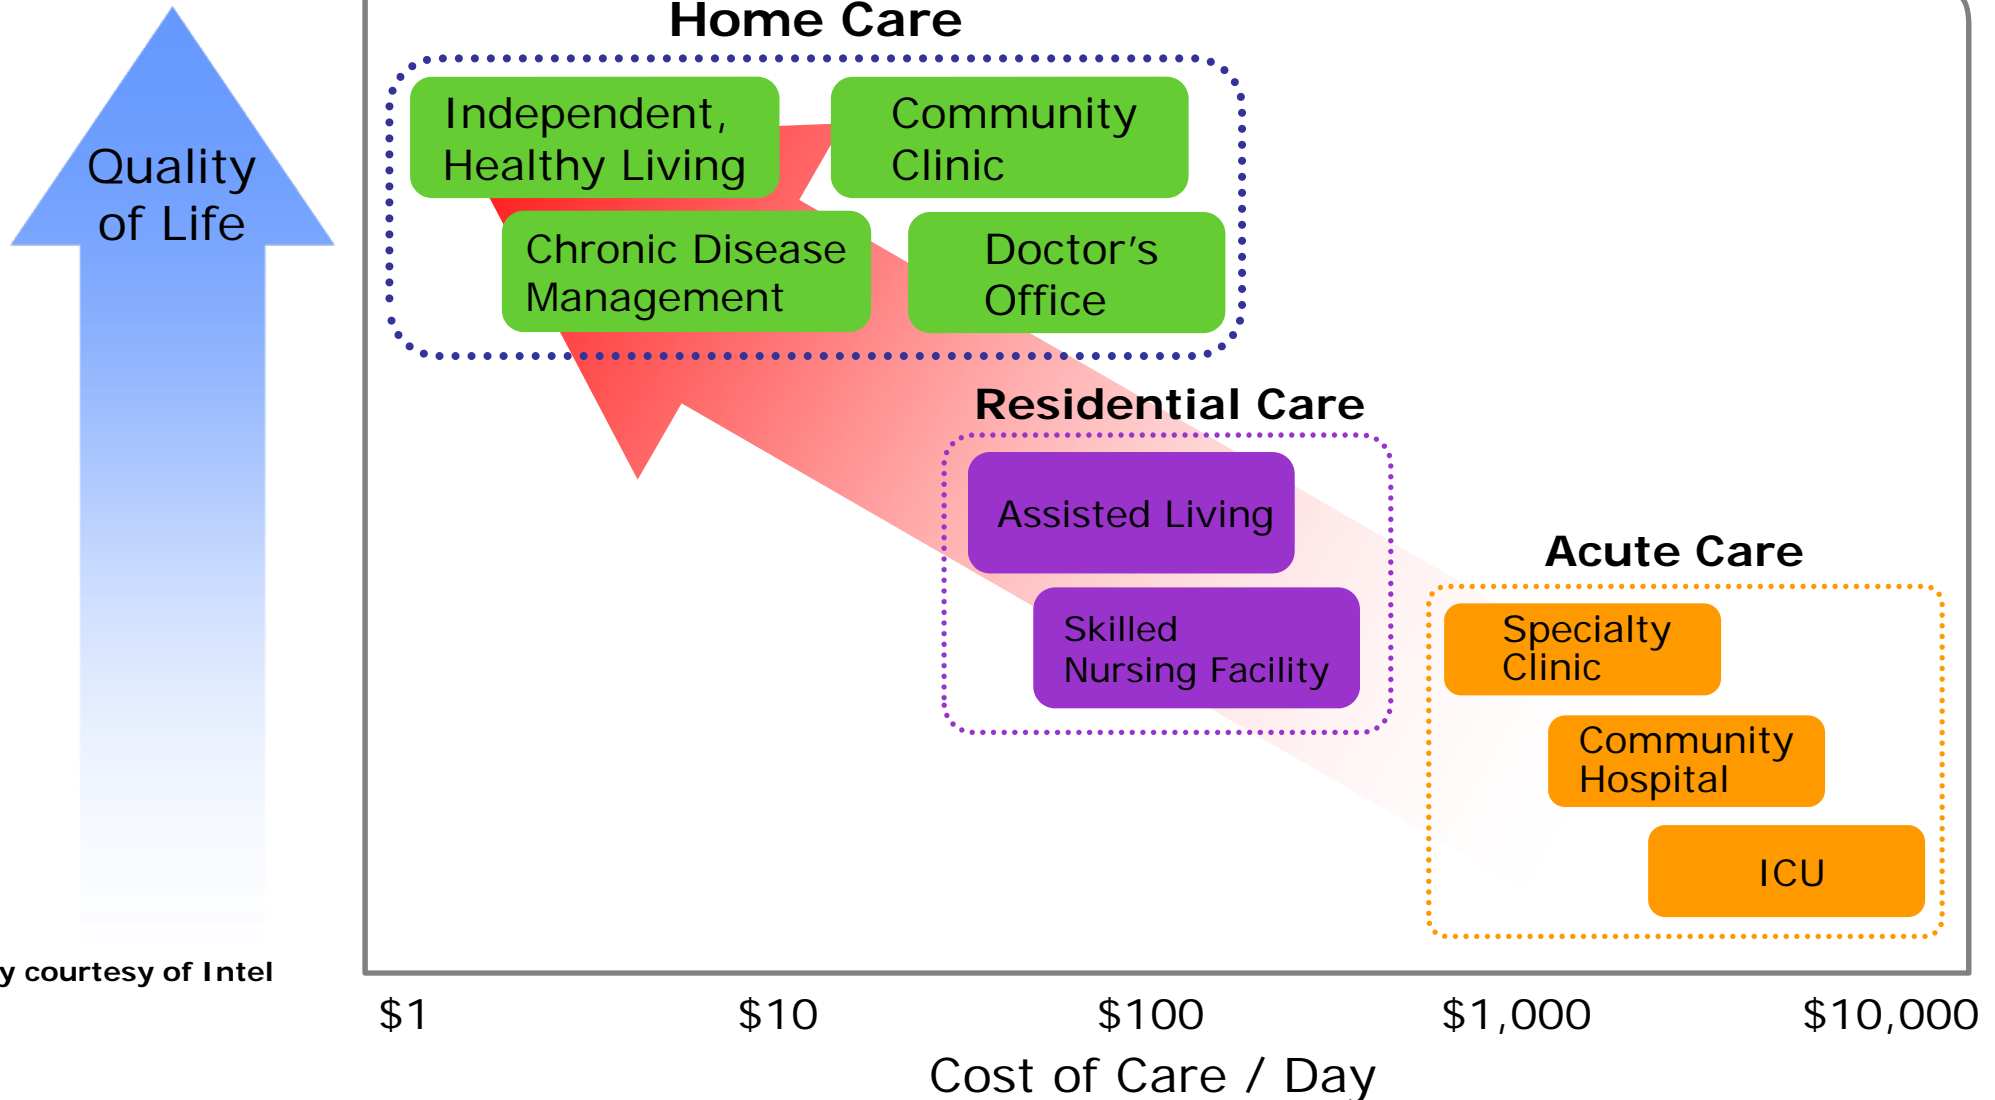 Home Care
Independent,
Healthy Living
Community
Clinic
Quality
of Life
Chronic Disease
Management
Doctor’s
Office
Residential Care
Assisted Living
Skilled
Nursing Facility
Acute Care
Specialty
Clinic
Community
Hospital
ICU
y courtesy of Intel
$1
$10
$100
$1,000
$10,000
Cost of Care / Day